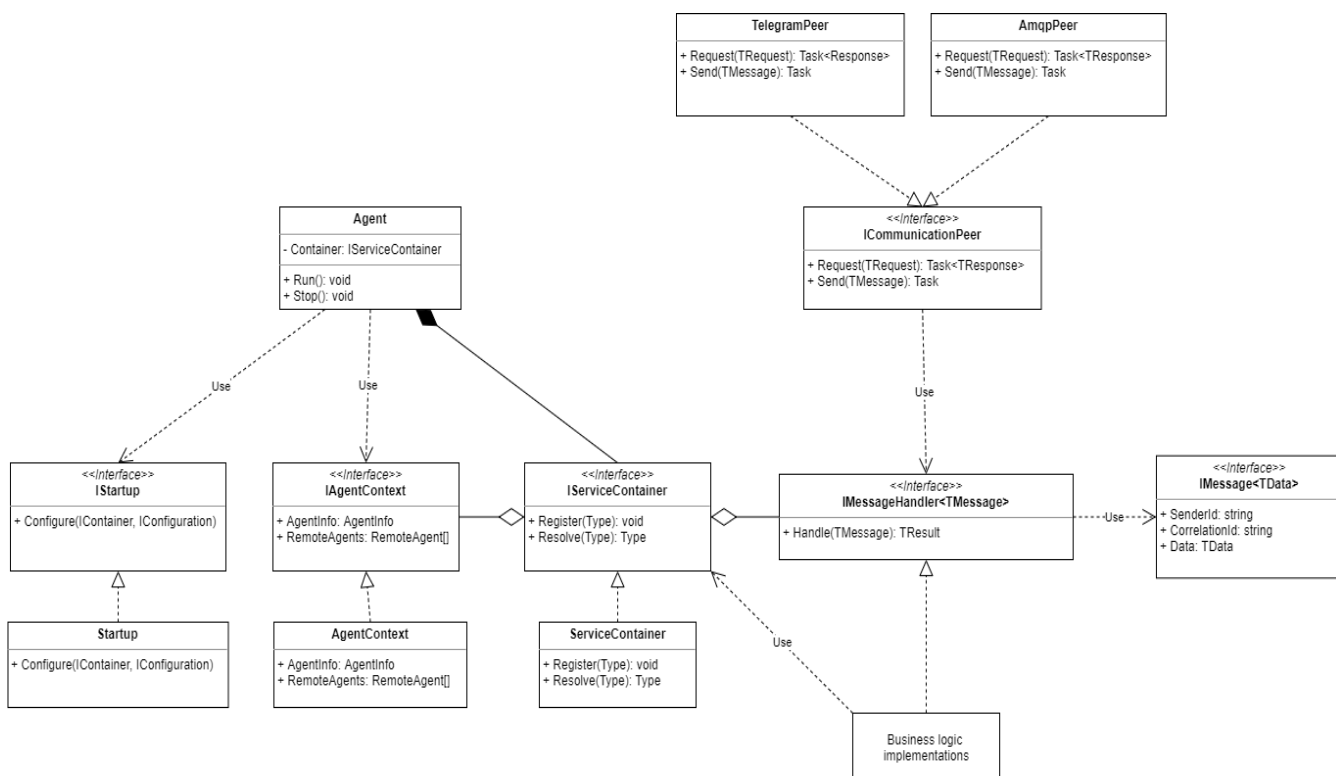 TelegramPeer
+ Request(TRequest): Task<Response>
+ Send(TMessage): Task
AmqpPeer
+ Request(TRequest): Task<TResponse>
+ Send(TMessage): Task
Agent
- Container: IServiceContainer
+ Run(): void
+ Stop(): void
<<Interface>>
ICommunicationPeer
+ Request(TRequest): Task<TResponse>
+ Send(TMessage): Task
Use
Use
Use
<<Interface>>
IStartup
+ Configure(IContainer, IConfiguration)
<<Interface>>
IAgentContext
+ AgentInfo: AgentInfo
+ RemoteAgents: RemoteAgent[]
<<Interface>>
IServiceContainer
+ Register(Type): void
+ Resolve(Type): Type
<<Interface>>
IMessageHandler<TMessage>
+ Handle(TMessage): TResult
Use
<<Interface>>
IMessage<TData>
+ SenderId: string
+ CorrelationId: string
+ Data: TData
Startup
+ Configure(IContainer, IConfiguration)
AgentContext
+ AgentInfo: AgentInfo
+ RemoteAgents: RemoteAgent[]
ServiceContainer
+ Register(Type): void
+ Resolve(Type): Type
Use
Business logic
implementations